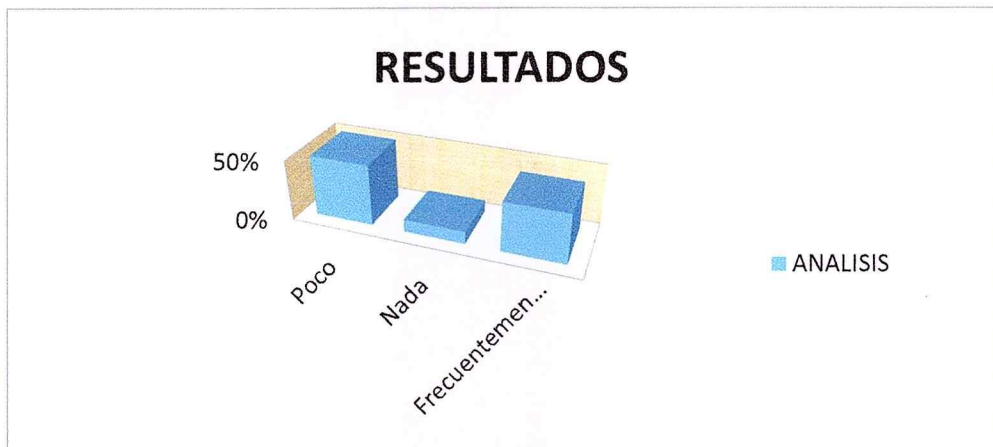 RESULTADOS
50%
0%
Poco
Nada
Frecuentemen...
ANALISIS